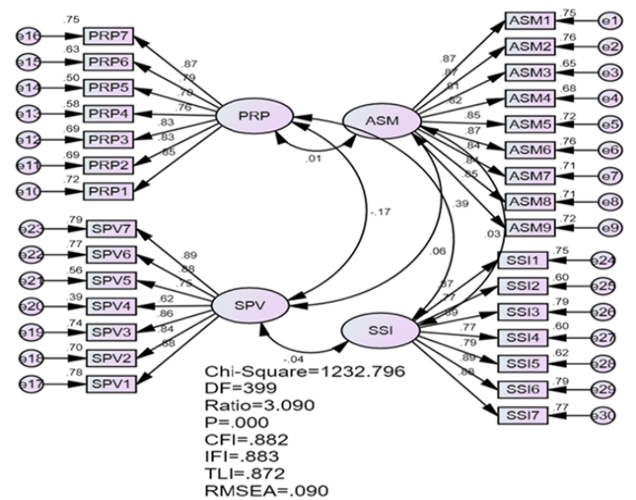 .75
e16
PRP7
.63
e15
PRP6
.50
e14
PRP5
.58
e13
PRP4
.69
e12
PRP3
.69
e11
PRP2
.72
e10
PRP1
.87
.79
.76
.83
.83
.85
PRP
ASM
.75
ASM1
e1
.76
ASM2
e2
.65
ASM3
e3
.68
ASM4
e4
.72
ASM5
e5
.76
ASM6
e6
.71
ASM7
e7
.71
ASM8
e8
.72
ASM9
e9
.87
.81
.82
.85
.87
.84
.85
.01
-.17
.39
.06
.03
-.04
.79
e23
SPV7
.77
e22
SPV6
.56
e21
SPV5
.39
e20
SPV4
.74
e19
SPV3
.70
e18
SPV2
.78
e17
SPV1
.89
.88
.75
.62
.86
.84
.88
SPV
SSI
.75
SSI1
e24
.60
SSI2
e25
.79
SSI3
e26
.60
SSI4
e27
.62
SSI5
e28
.79
SSI6
e29
.77
SSI7
e30
.87
.77
.89
.77
.79
.89
.88
Chi-Square=1232.796
DF=399
Ratio=3.090
P=.000
CFI=.882
IFI=.883
TLI=.872
RMSEA=.090